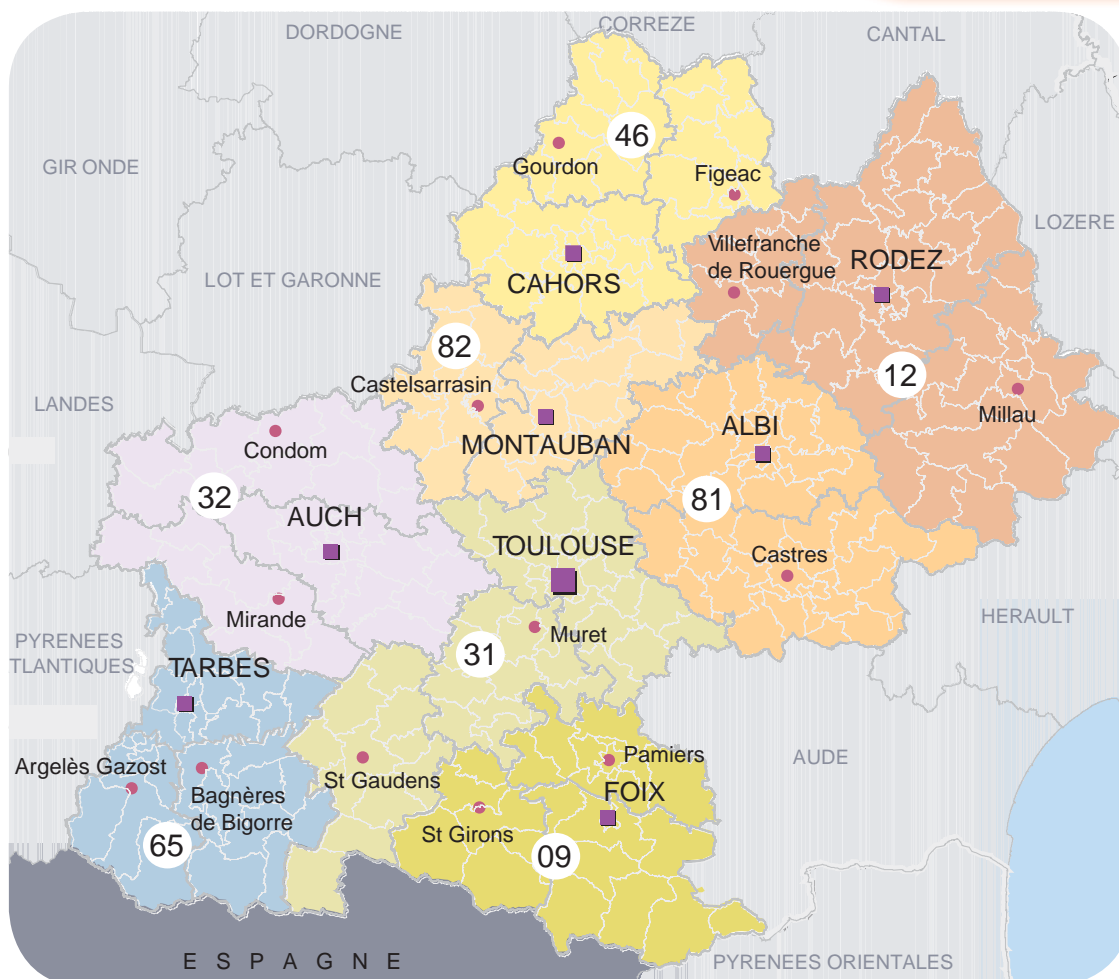 DORDOGNE
CORREZE
CANTAL
46
GIR ONDE
Gourdon
Figeac
LOZERE
Villefranche
de Rouergue
RODEZ
LOT ET GARONNE
CAHORS
82
12
Castelsarrasin
Millau
LANDES
MONTAUBAN
ALBI
Condom
32
81
AUCH
TOULOUSE
Castres
Mirande
HERAULT
PYRENEES
TLANTIQUES
Muret
31
TARBES
Pamiers
AUDE
Argelès Gazost
St Gaudens
Bagnères
de Bigorre
FOIX
St Girons
65
09
ESPAGNE
PYRENEES ORIENTALES